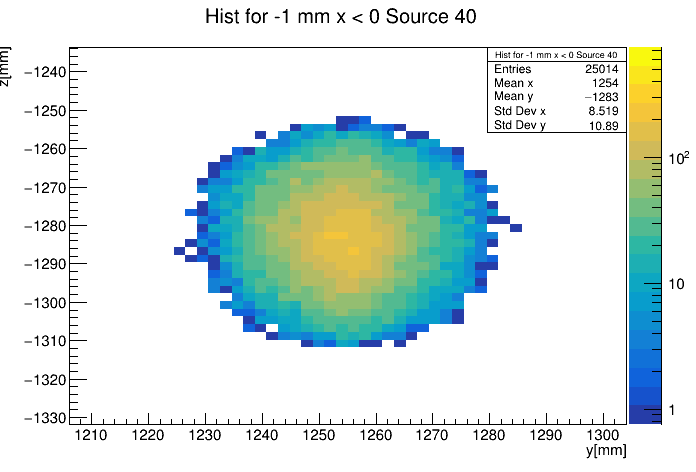 Hist for -1 mm x < 0 Source 40
z[mm]
Hist for -1 mm x < 0 Source 40
Entries 25014
Mean x 1254
Mean y −1283
Std Dev x 8.519
Std Dev y 10.89
−1240
−1250
−1260
−1270
−1280
−1290
−1300
−1310
−1320
−1330
10²
10
1
1210 1220 1230 1240 1250 1260 1270 1280 1290 1300
y[mm]